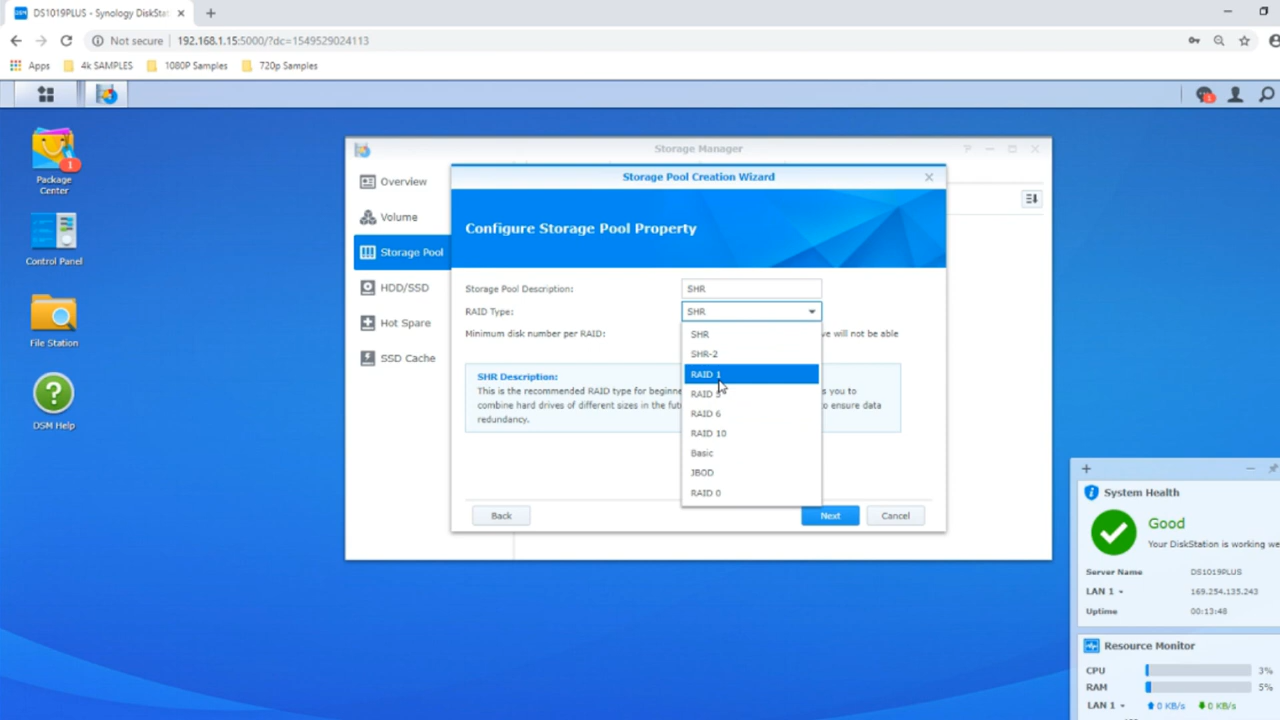 DS1019PLUS - Synology DiskSta
Not secure | 192.168.1.15:5000/?dc=1549529024113
Apps 4k SAMPLES 1080P Samples 720p Samples
1
Package
Center
1
Control Panel
File Station
?
DSM Help
Storage Manager
Overview
Volume
Storage Pool
HDD/SSD
Hot Spare
SSD Cache
Storage Pool Creation Wizard
Configure Storage Pool Property
Storage Pool Description: SHR
RAID Type: SHR
Minimum disk number per RAID: ve will not be able
SHR
SHR-2
RAID 1
RAID 5
RAID 6
RAID 10
Basic
JBOD
RAID 0
SHR Description:
This is the recommended RAID type for beginne s you to
combine hard drives of different sizes in the futu to ensure data
redundancy.
Back Next Cancel
System Health
Good
Your DiskStation is working we
Server Name DS1019PLUS
LAN 1 169.254.135.243
Uptime 00:13:48
Resource Monitor
CPU 3%
RAM 5%
LAN 1 0 KB/s 0 KB/s